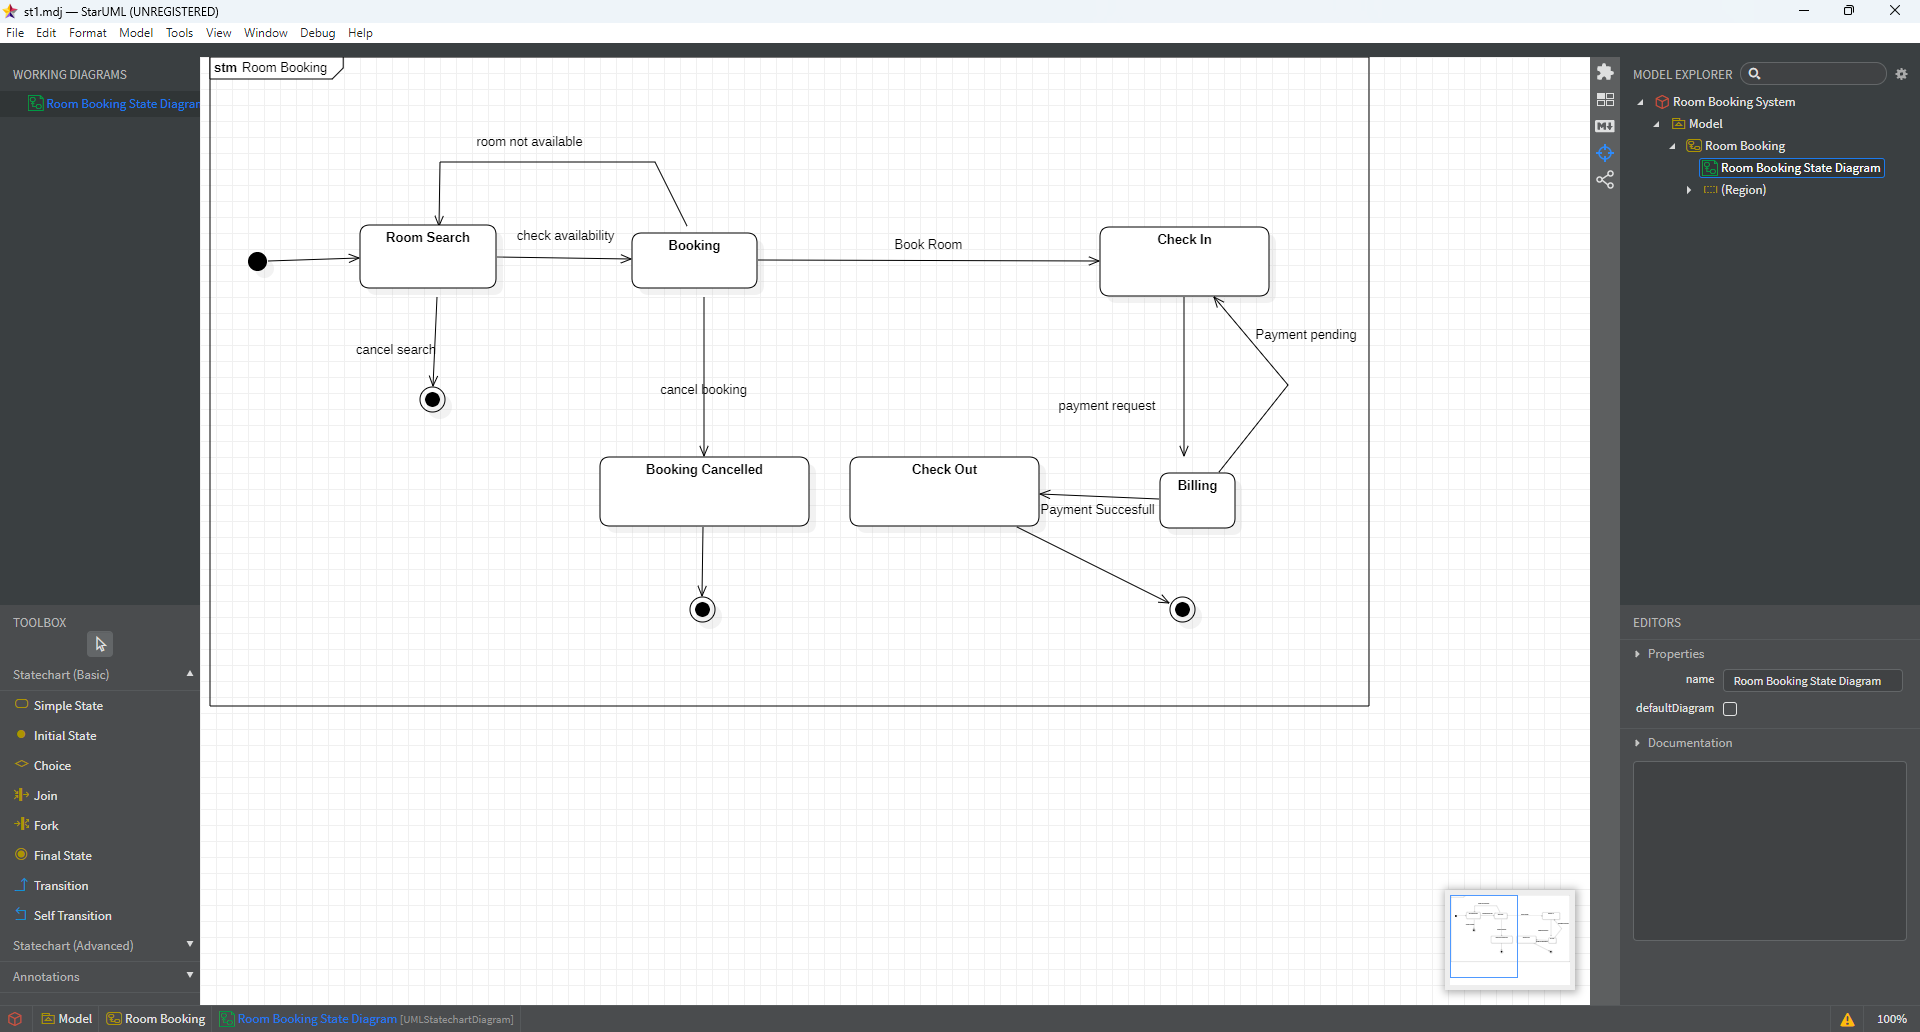 st1.mdj — StarUML (UNREGISTERED)
File Edit Format Model Tools View Window Debug Help
WORKING DIAGRAMS
Room Booking State Diagram
stm Room Booking
room not available
Room Search
check availability
Booking
Book Room
Check In
cancel search
Payment pending
cancel booking
payment request
Booking Cancelled
Check Out
Billing
Payment Succesfull
TOOLBOX
Statechart (Basic)
Simple State
Initial State
Choice
Join
Fork
Final State
Transition
Self Transition
Statechart (Advanced)
Annotations
MODEL EXPLORER
Room Booking System
Model
Room Booking
Room Booking State Diagram
(Region)
EDITORS
Properties
name Room Booking State Diagram
defaultDiagram
Documentation
Model Room Booking Room Booking State Diagram [UMLStatechartDiagram]
100%